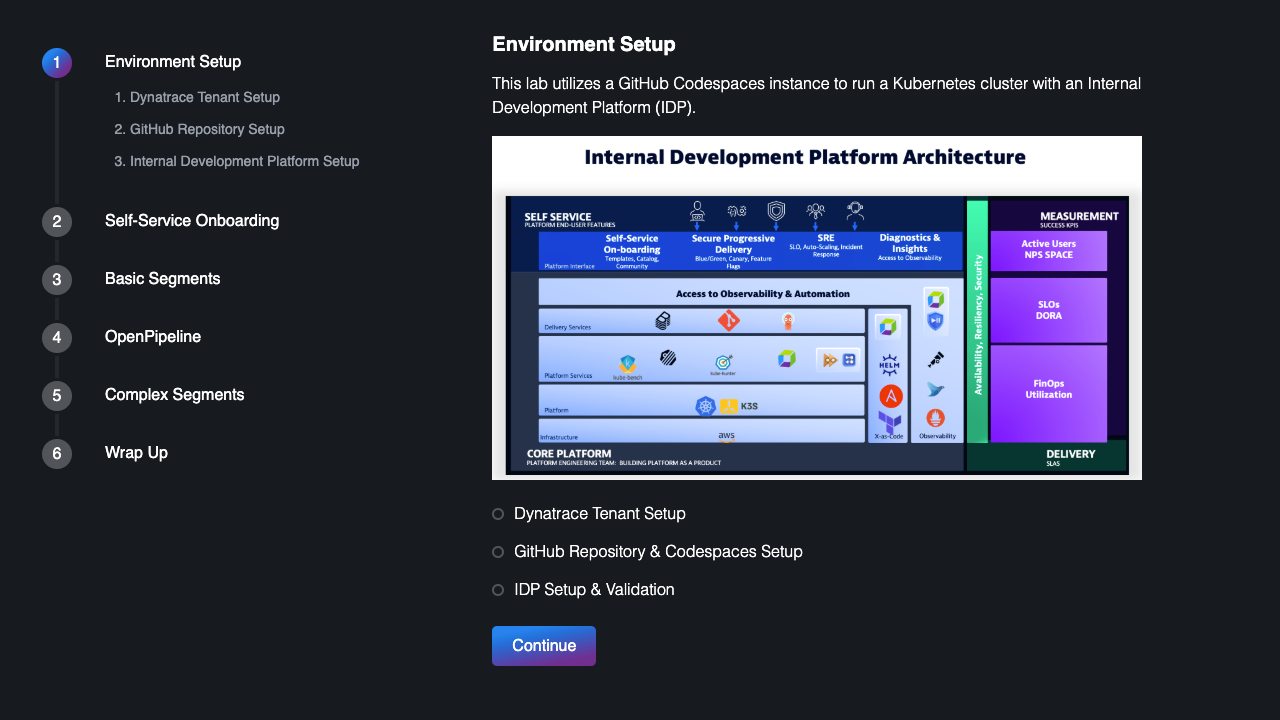 1
Environment Setup
1. Dynatrace Tenant Setup
2. GitHub Repository Setup
3. Internal Development Platform Setup
2
Self-Service Onboarding
3
Basic Segments
4
OpenPipeline
5
Complex Segments
6
Wrap Up
Environment Setup
This lab utilizes a GitHub Codespaces instance to run a Kubernetes cluster with an Internal
Development Platform (IDP).
Internal Development Platform Architecture
SELF SERVICE
PLATFORM END-USER FEATURES
Platform Interface
Self-Service
On-boarding
Templates, Catalog,
Community
Secure Progressive
Delivery
Blue/Green, Canary, Feature
Flags
SRE
SLO, Auto-Scaling, Incident
Response
Diagnostics &
Insights
Access to Observability
Access to Observability & Automation
Delivery Services
Platform Services
kube-bench
kube-hunter
Platform
K3S
Infrastructure
aws
HELM
X-as-Code
Observability
CORE PLATFORM
PLATFORM ENGINEERING TEAM: BUILDING PLATFORM AS A PRODUCT
Availability, Resiliency, Security
MEASUREMENT
SUCCESS KPIS
Active Users
NPS SPACE
SLOs
DORA
FinOps
Utilization
DELIVERY
SLAS
Dynatrace Tenant Setup
GitHub Repository & Codespaces Setup
IDP Setup & Validation
Continue